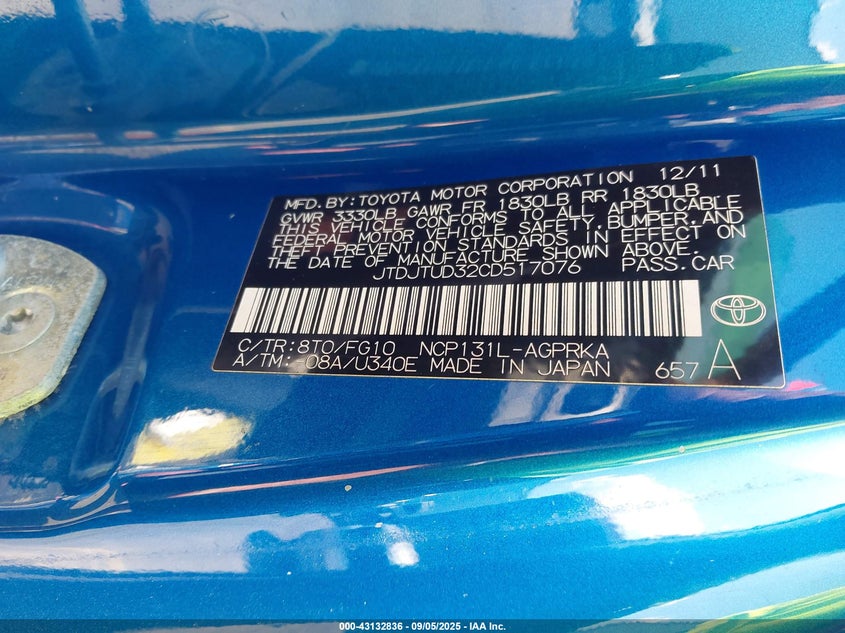 MFD. BY: TOYOTA MOTOR CORPORATION 12/11
GVWR 3330LB GAWR FR 1830LB RR 1830LB
THIS VEHICLE CONFORMS TO ALL APPLICABLE
FEDERAL MOTOR VEHICLE SAFETY, BUMPER, AND
THEFT PREVENTION STANDARDS IN EFFECT ON
THE DATE OF MANUFACTURE SHOWN ABOVE.
JTDJTUD32CD517076 PASS. CAR
C/TR: 8T0/FG10 NCP131L-AGPRKA
A/TM: -08A/U340E MADE IN JAPAN 657 A
000-43132836 - 09/05/2025 - IAA Inc.